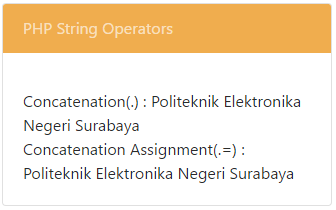 PHP String Operators
Concatenation(.) : Politeknik Elektronika
Negeri Surabaya
Concatenation Assignment(.=) :
Politeknik Elektronika Negeri Surabaya